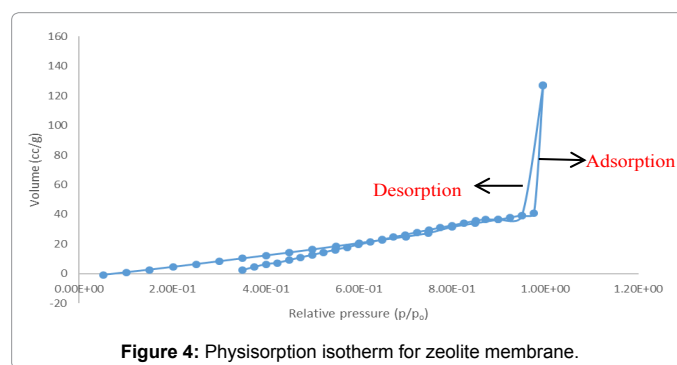 160
140
120
100
80
60
40
20
0
-20
Volume (cc/g)
Desorption
Adsorption
0.00E+00 2.00E-01 4.00E-01 6.00E-01 8.00E-01 1.00E+00 1.20E+00
Relative pressure (p/p₀)
Figure 4: Physisorption isotherm for zeolite membrane.